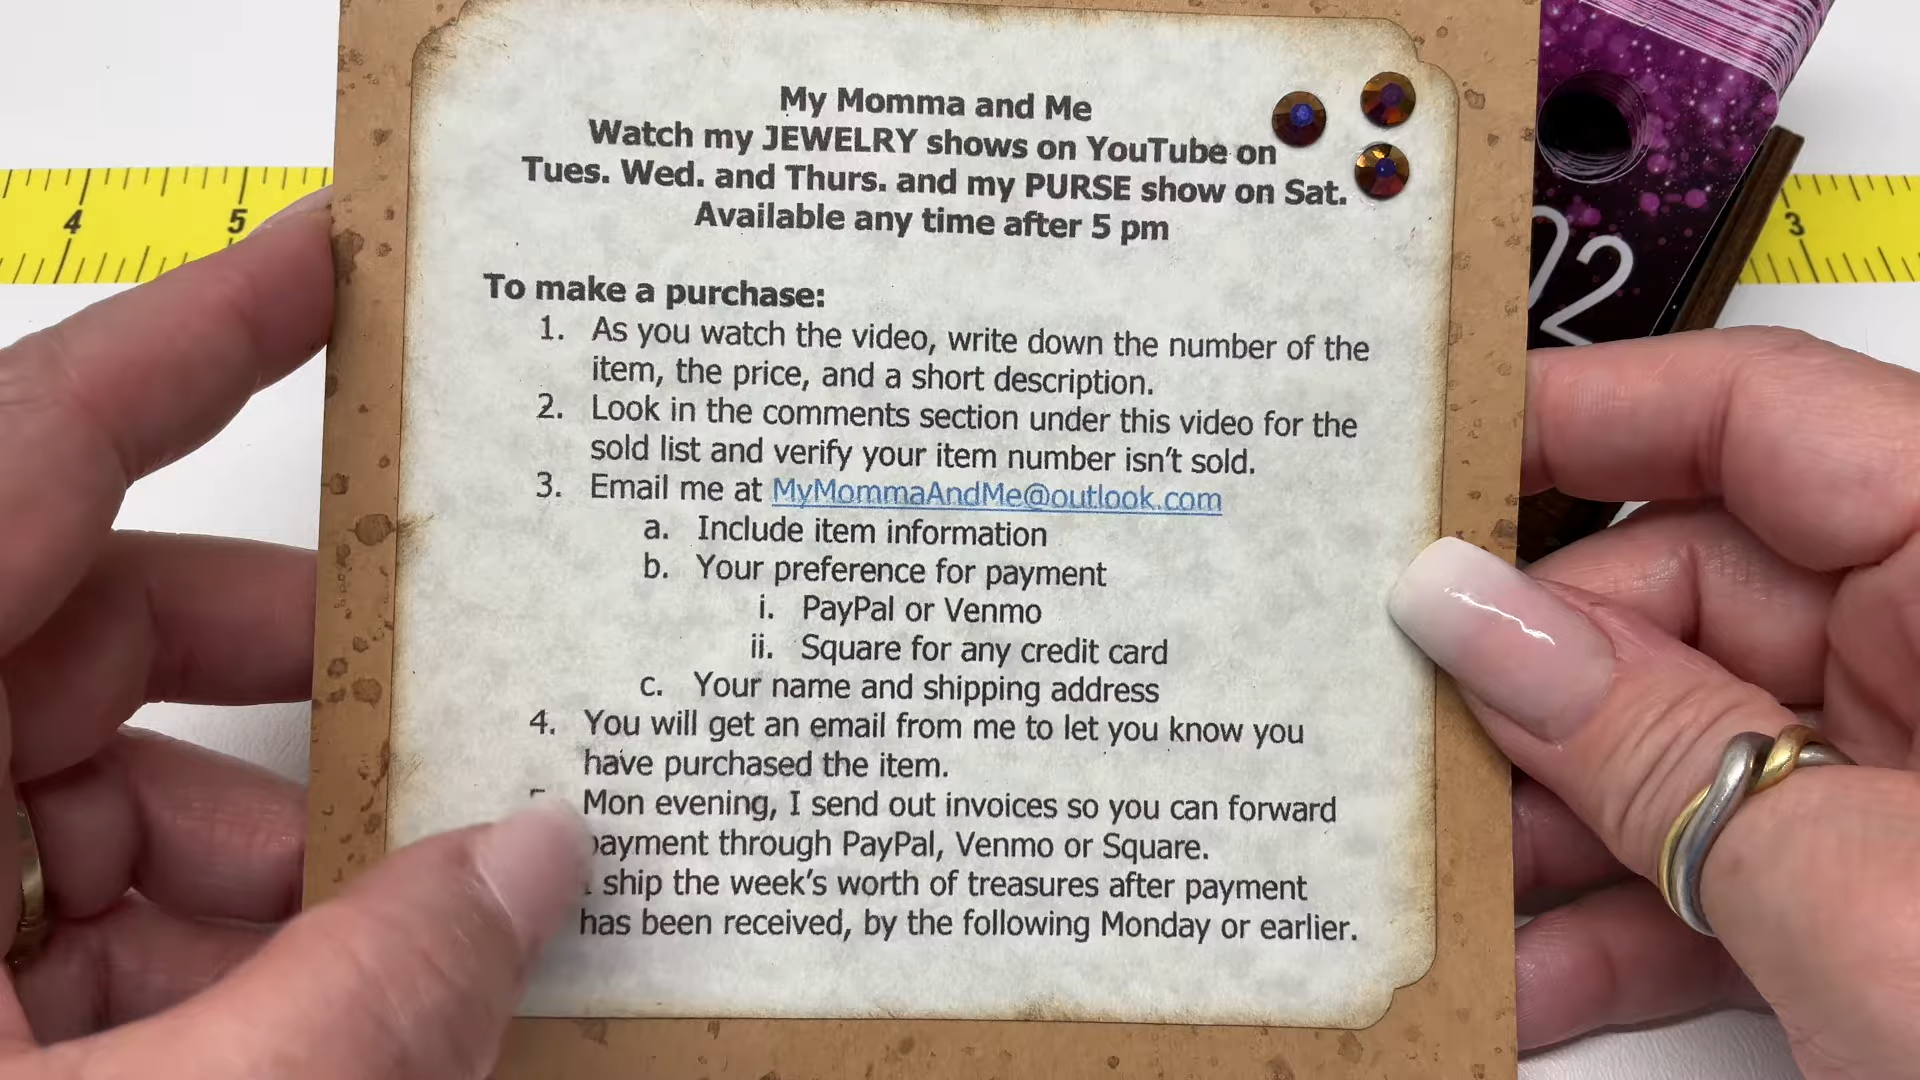 My Momma and Me
Watch my JEWELRY shows on YouTube on
Tues. Wed. and Thurs. and my PURSE show on Sat.
Available any time after 5 pm
To make a purchase:
1. As you watch the video, write down the number of the
item, the price, and a short description.
2. Look in the comments section under this video for the
sold list and verify your item number isn't sold.
3. Email me at MyMommaAndMe@outlook.com
a. Include item information
b. Your preference for payment
i. PayPal or Venmo
ii. Square for any credit card
c. Your name and shipping address
4. You will get an email from me to let you know you
have purchased the item.
Mon evening, I send out invoices so you can forward
through PayPal, Venmo or Square.
ship the week's worth of treasures after payment
has been received, by the following Monday or earlier.
4 5
02
3